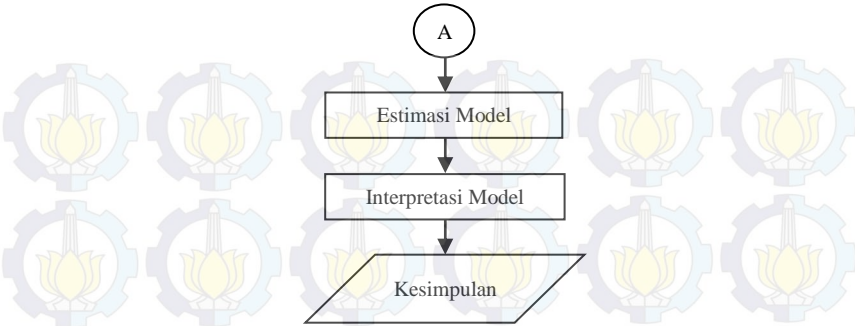 A
Estimasi Model
Interpretasi Model
Kesimpulan